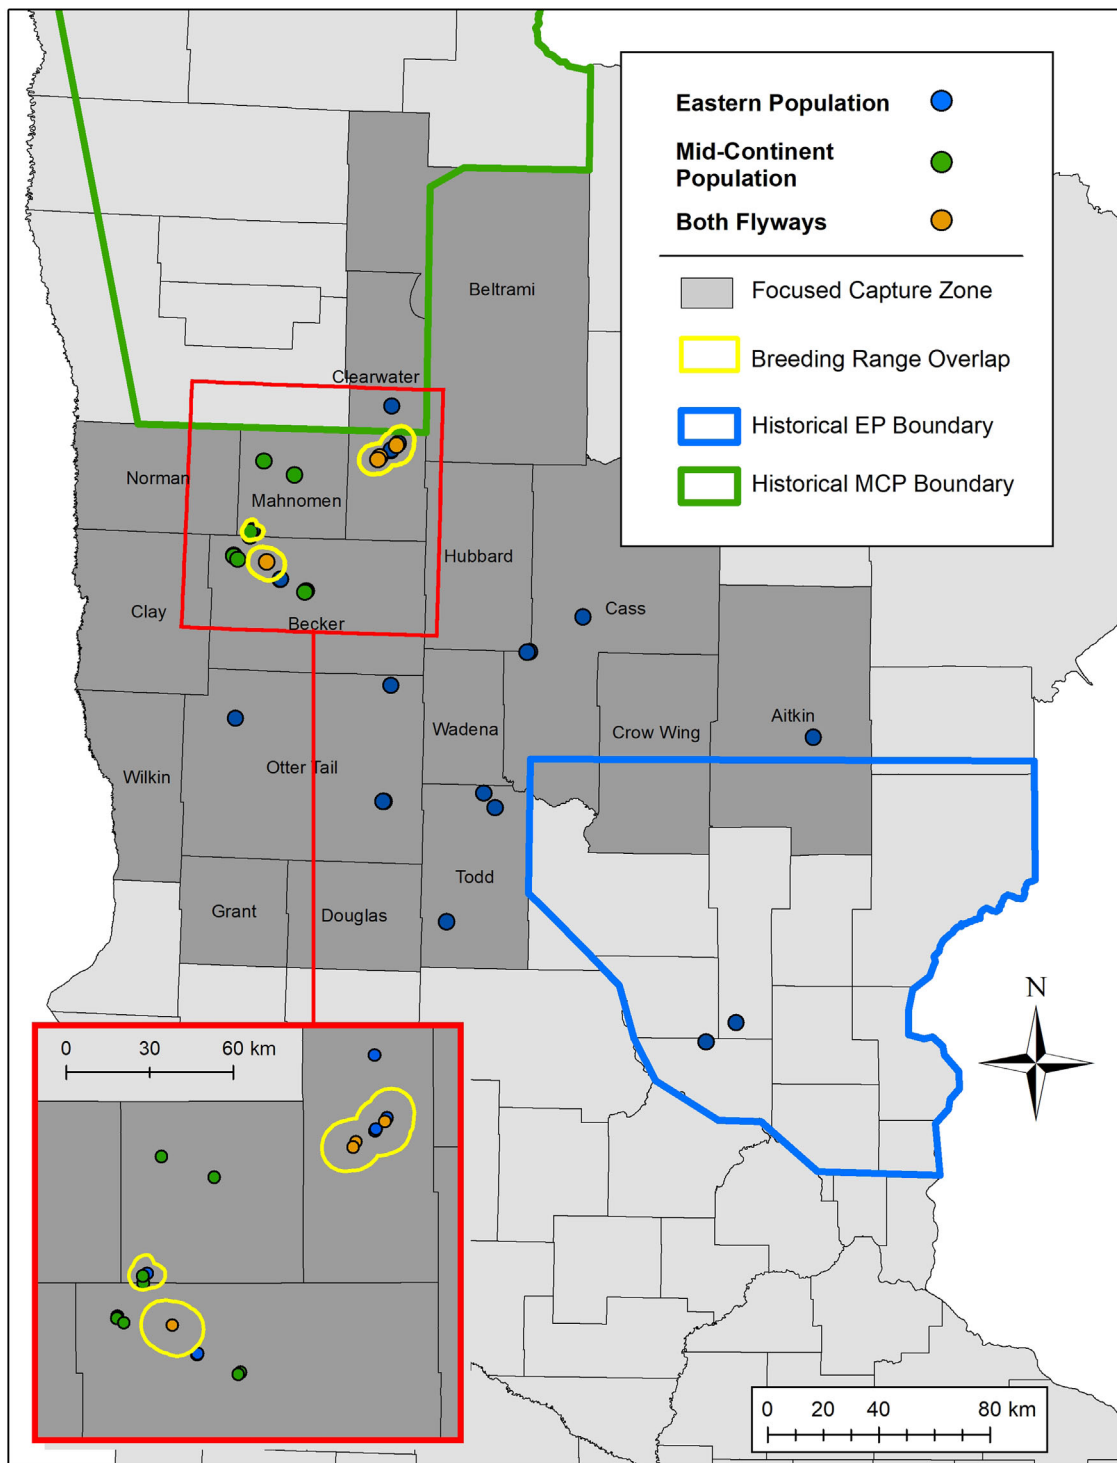 Eastern Population
Mid-Continent
Population
Both Flyways
Focused Capture Zone
Breeding Range Overlap
Historical EP Boundary
Historical MCP Boundary
Beltrami
Clearwater
Norman
Mahnomen
Hubbard
Clay
Cass
Becker
Aitkin
Wadena
Crow Wing
Otter Tail
Wilkin
Todd
Grant
Douglas
N
0 30 60 km
0 20 40 80 km